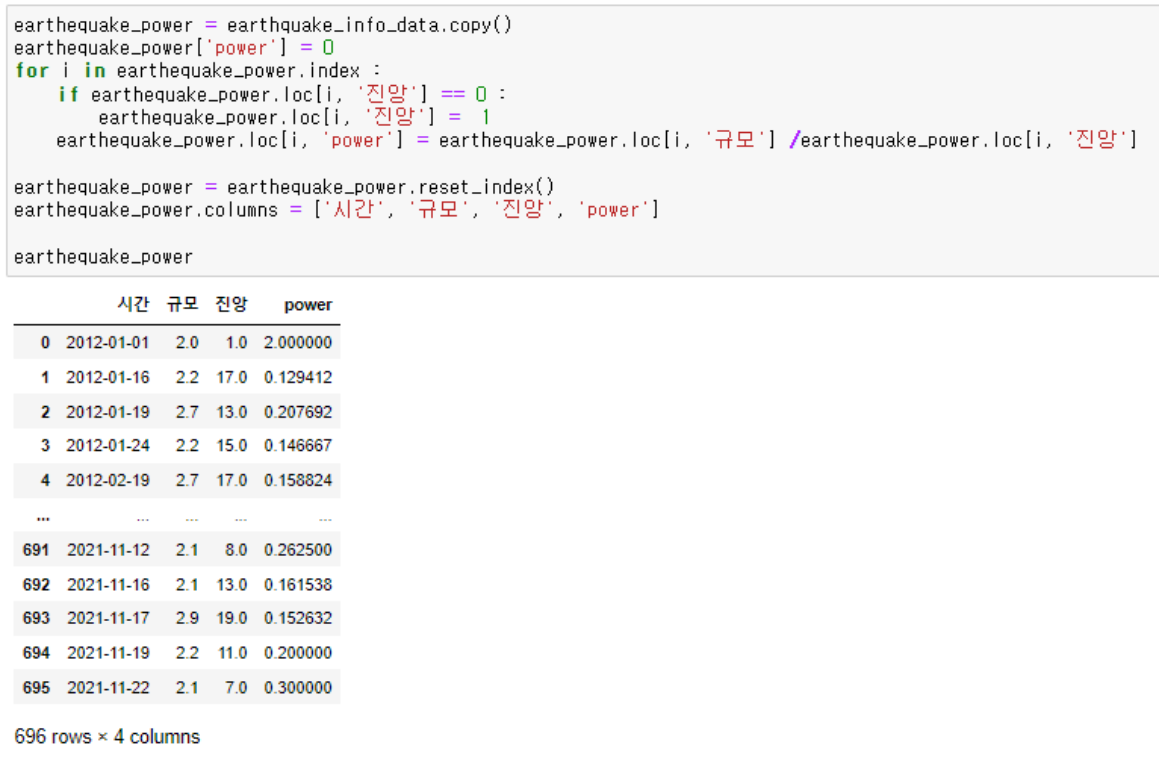 earthequake_power = earthquake_info_data.copy()
earthequake_power['power'] = 0
for i in earthequake_power.index :
    if earthequake_power.loc[i, '진앙'] == 0 :
        earthequake_power.loc[i, '진앙'] =  1
    earthequake_power.loc[i, 'power'] = earthequake_power.loc[i, '규모'] /earthequake_power.loc[i, '진앙']
earthequake_power = earthequake_power.reset_index()
earthequake_power.columns = ['시간', '규모', '진앙', 'power']
earthequake_power
시간 규모 진앙 power
0 2012-01-01 2.0 1.0 2.000000
1 2012-01-16 2.2 17.0 0.129412
2 2012-01-19 2.7 13.0 0.207692
3 2012-01-24 2.2 15.0 0.146667
4 2012-02-19 2.7 17.0 0.158824
... ... ... ... ...
691 2021-11-12 2.1 8.0 0.262500
692 2021-11-16 2.1 13.0 0.161538
693 2021-11-17 2.9 19.0 0.152632
694 2021-11-19 2.2 11.0 0.200000
695 2021-11-22 2.1 7.0 0.300000
696 rows × 4 columns